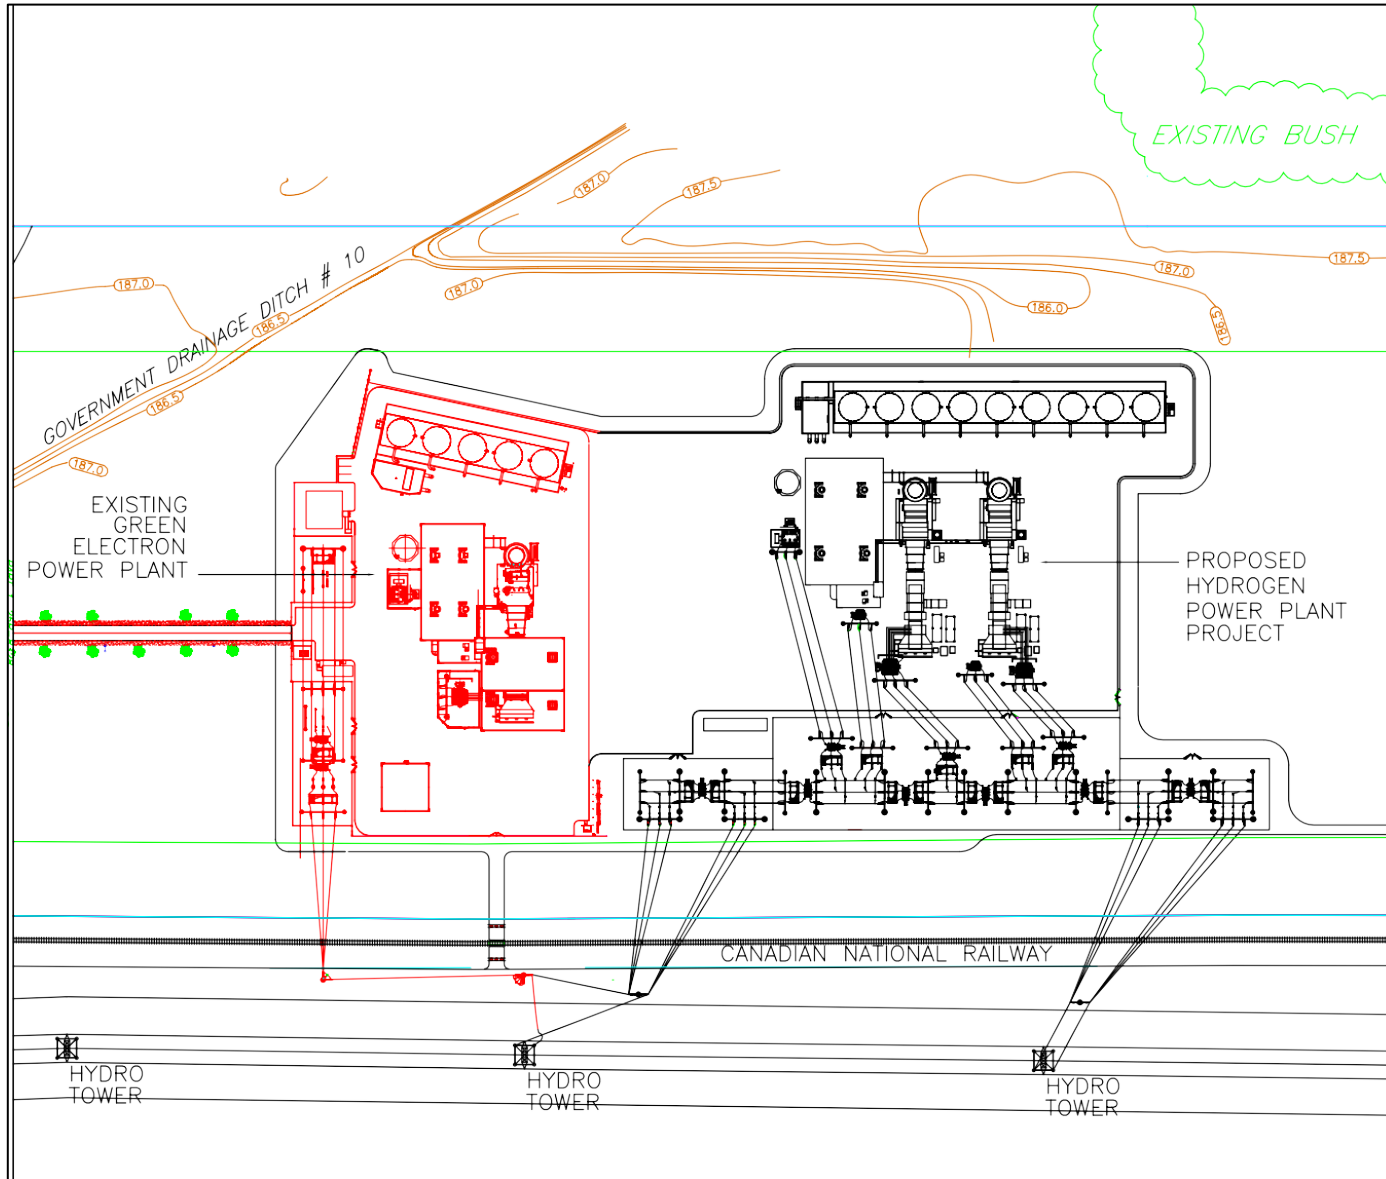 EXISTING BUSH
187.0
187.5
187.5
187.0
187.0
187.0
186.0
186.5
186.5
GOVERNMENT DRAINAGE DITCH # 10
186.5
187.0
EXISTING
GREEN
ELECTRON
POWER PLANT
PROPOSED
HYDROGEN
POWER PLANT
PROJECT
CANADIAN NATIONAL RAILWAY
HYDRO
TOWER
HYDRO
TOWER
HYDRO
TOWER